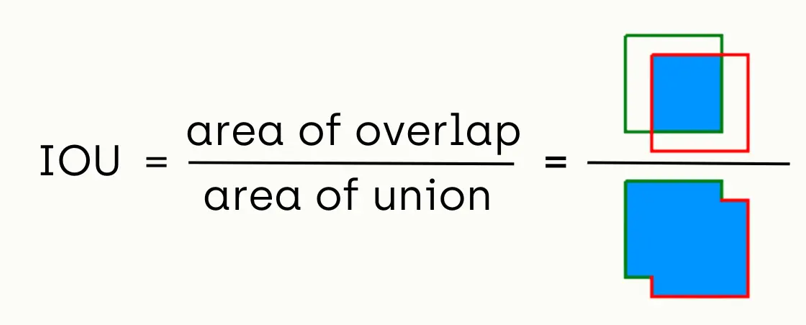 IOU = area of overlap =
area of union